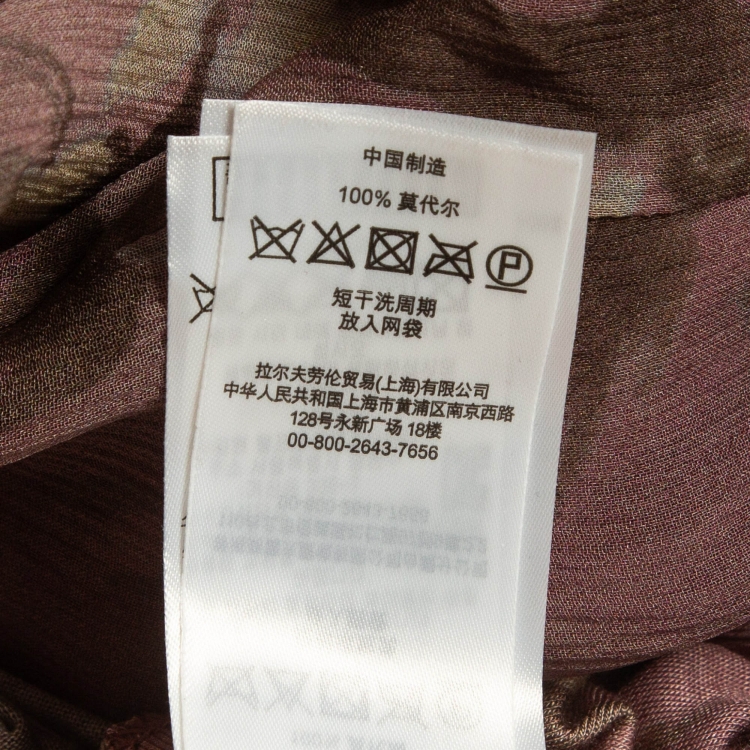 中国制造
100% 莫代尔
P
短干洗周期
放入网袋
拉尔夫劳伦贸易(上海)有限公司
中华人民共和国上海市黄浦区南京西路
128号永新广场 18楼
00-800-2643-7656